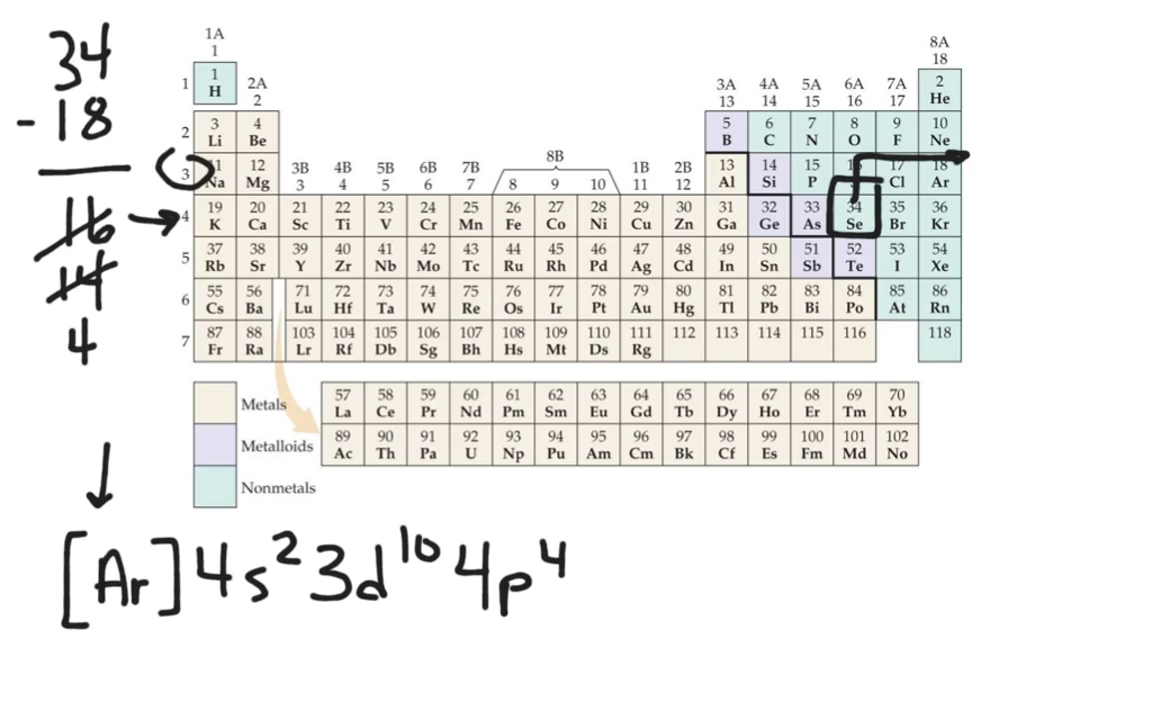 34
- 18
16
14
4
1A
1
8A
18
1
1
H
2A
2
3A 4A 5A 6A 7A
13 14 15 16 17
2
He
2
3 4 5 6 7 8 9 10
Li Be B C N O F Ne
3B 4B 5B 6B 7B 8B 1B 2B
3 4 5 6 7 8 9 10 11 12
3
11 12 13 14 15 17 18
Na Mg Al Si P Cl Ar
4
19 20 21 22 23 24 25 26 27 28 29 30 31 32 33 34 35 36
K Ca Sc Ti V Cr Mn Fe Co Ni Cu Zn Ga Ge As Se Br Kr
5
37 38 39 40 42 43 44 45 46 47 48 49 50 51 52 53 54
Rb Sr Y Zr Nb Mo Tc Ru Rh Pd Ag Cd In Sn Sb Te I Xe
6
55 56 71 72 73 74 75 76 77 78 79 80 81 82 83 84 85 86
Cs Ba Lu Hf Ta W Re Os Ir Pt Au Hg Tl Pb Bi Po At Rn
7
87 88 103 104 105 106 107 108 109 110 111 112 113 114 115 116 118
Fr Ra Lr Rf Db Sg Bh Hs Mt Ds Rg
57 58 59 60 61 62 63 64 65 66 67 68 69 70
La Ce Pr Nd Pm Sm Eu Gd Tb Dy Ho Er Tm Yb
89 90 91 92 93 94 95 96 97 98 99 100 101 102
Ac Th Pa U Np Pu Am Cm Bk Cf Es Fm Md No
Metals
Metalloids
Nonmetals
[Ar]4s²3d¹⁰4p⁴